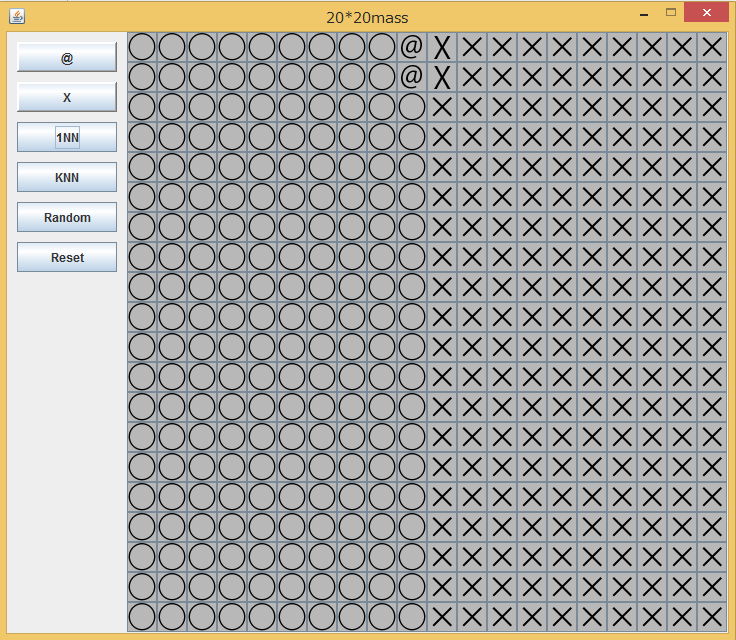 20*20mass
@
X
1NN
KNN
Random
Reset
@ X
@ X